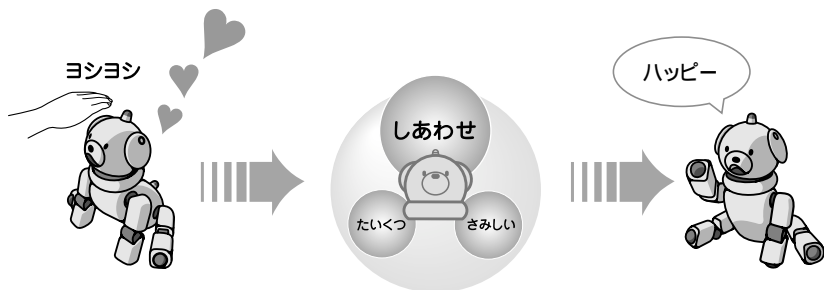 ヨシヨシ
しあわせ
たいくつ
さみしい
ハッピー